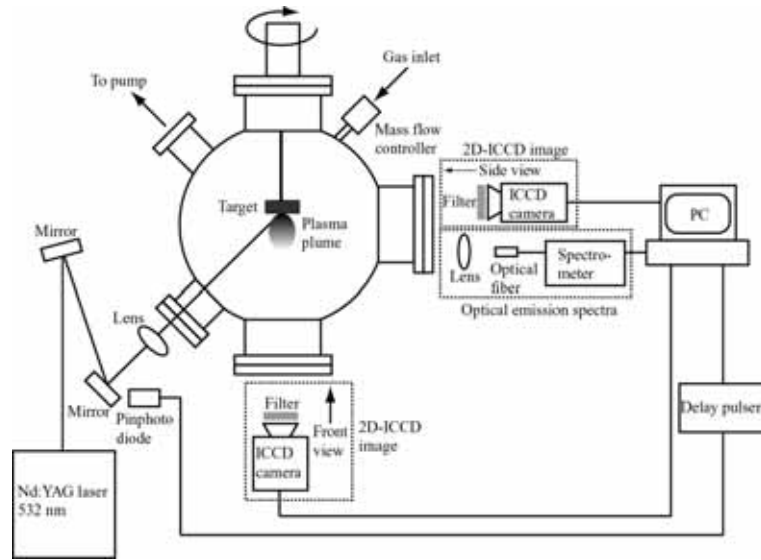 Gas inlet
To pump
Mass flow
controller
2D-ICCD image
Side view
Filter
ICCD
camera
PC
Target
Plasma
plume
Mirror
Lens
Optical
fiber
Spectro-
meter
Optical emission spectra
Lens
Mirror
Pinphoto
diode
Filter
Front
view
2D-ICCD
image
ICCD
camera
Delay pulser
Nd:YAG laser
532 nm